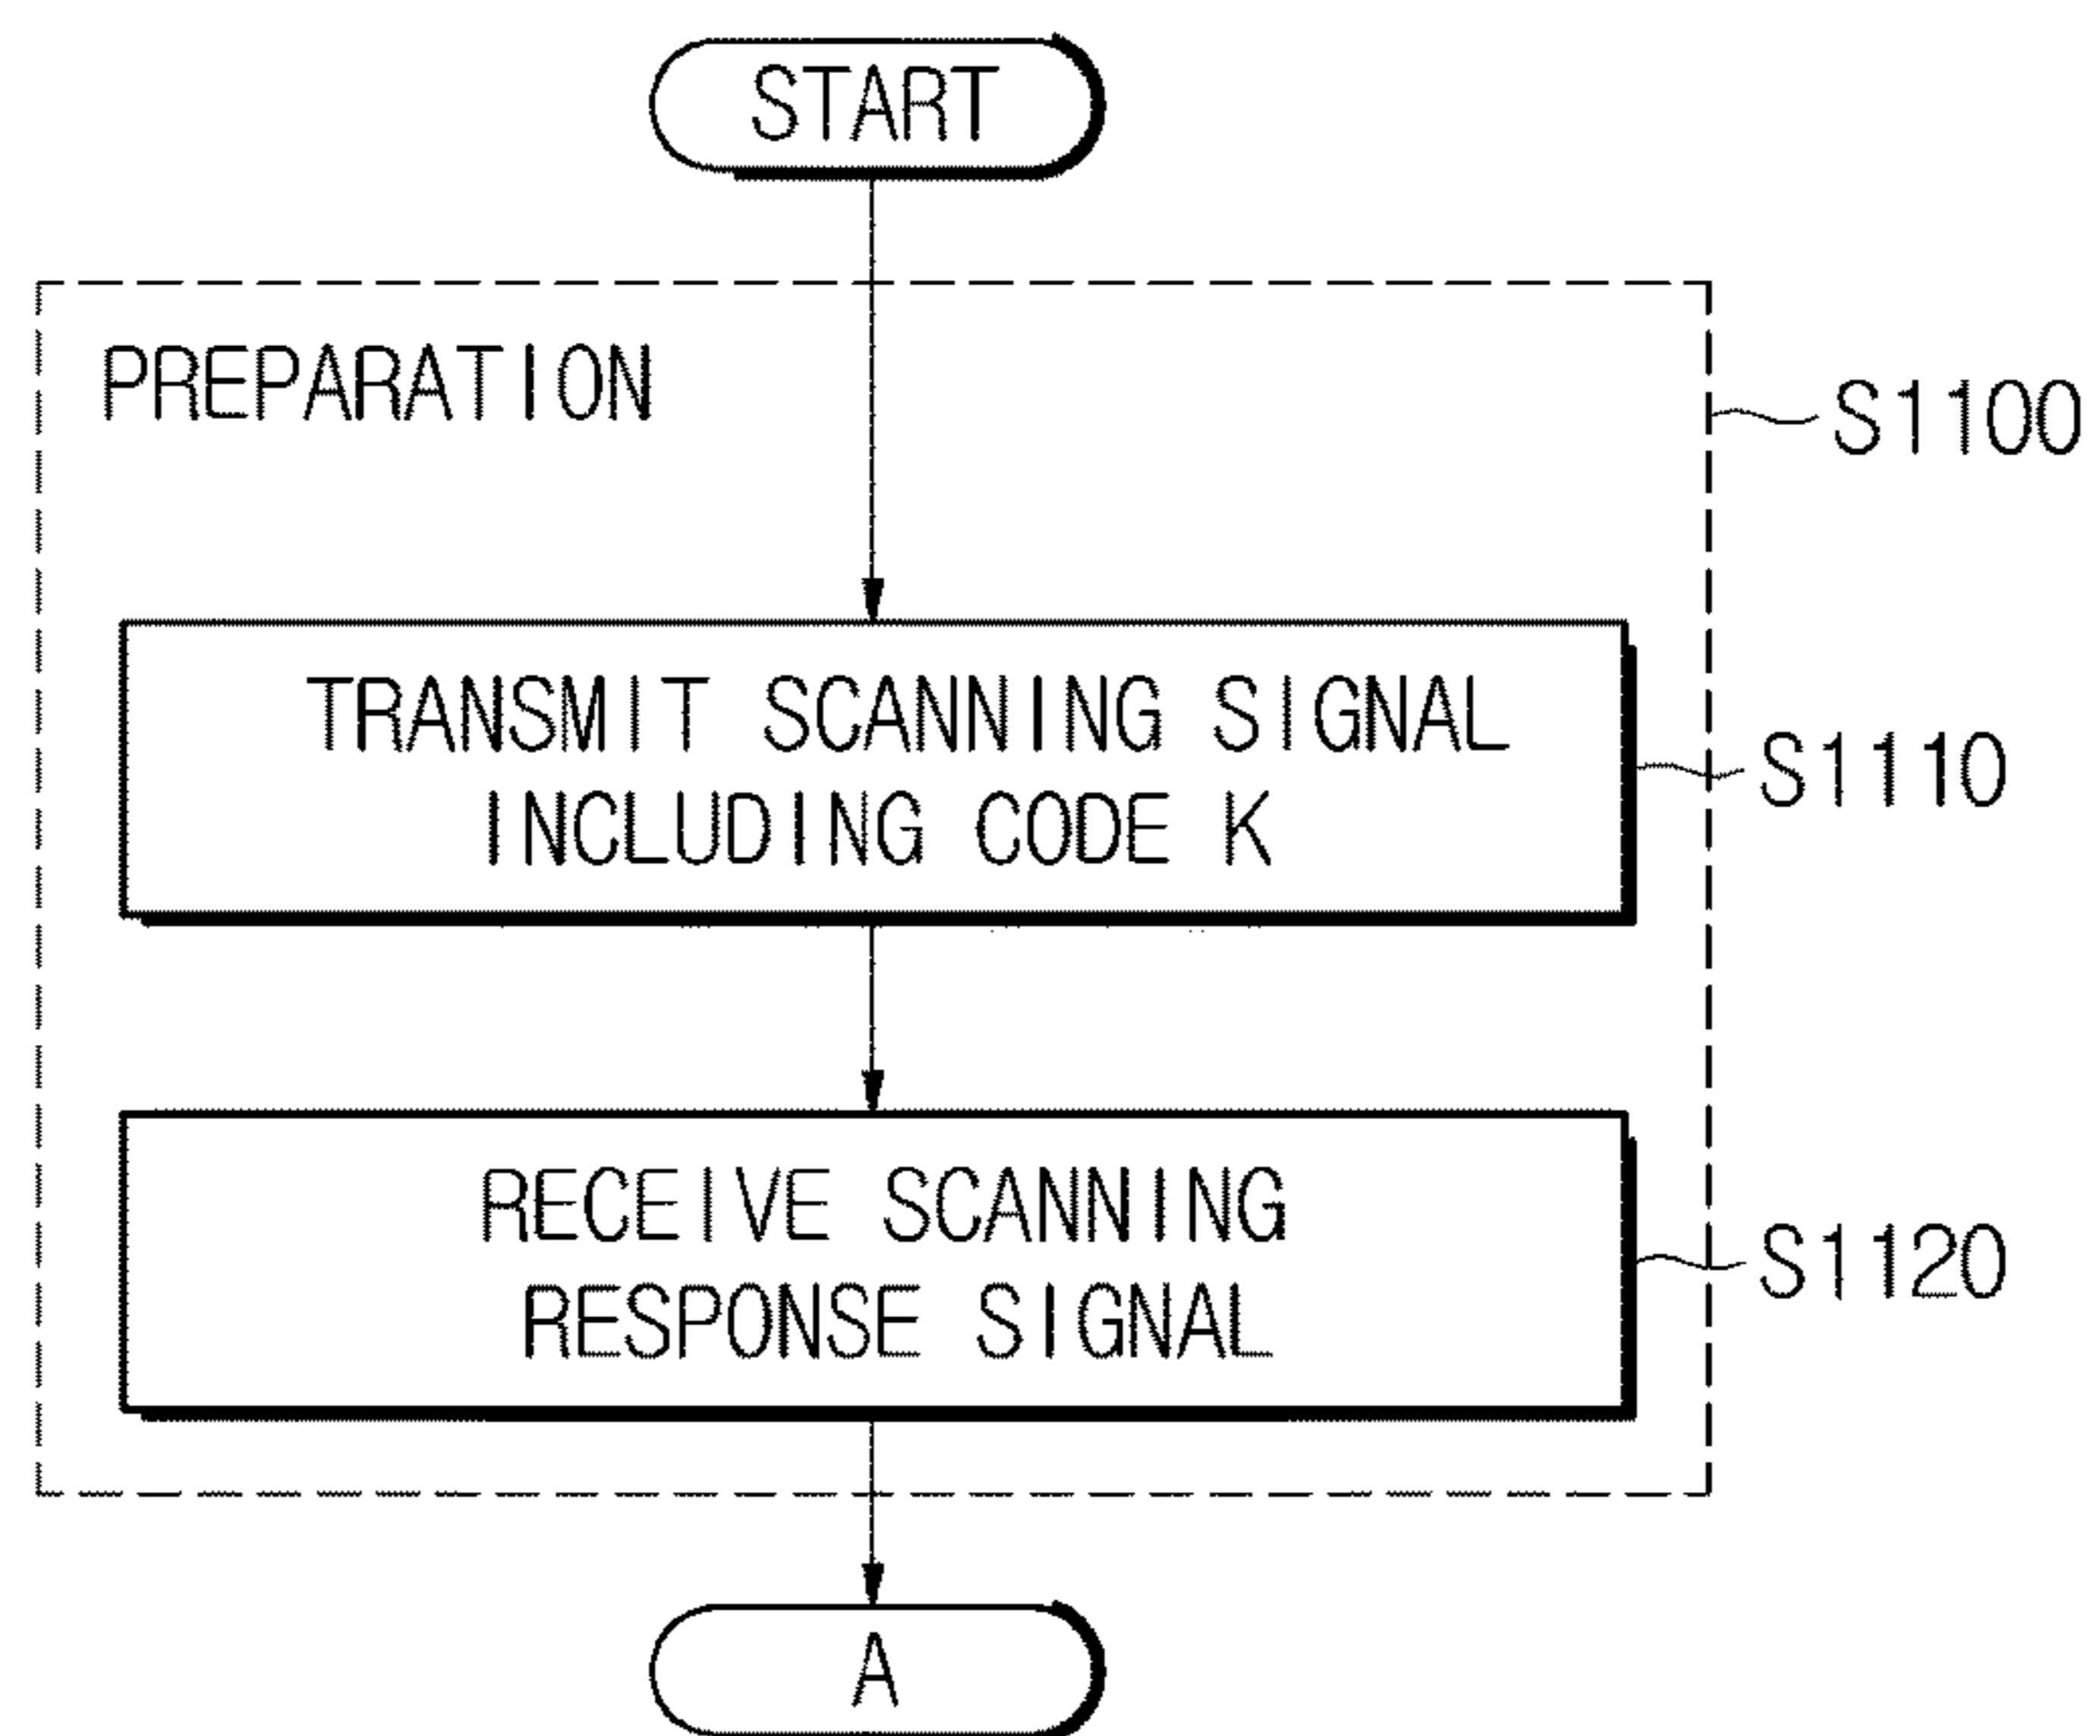 START
PREPARATION
S1100
TRANSMIT SCANNING SIGNAL
INCLUDING CODE K
S1110
RECEIVE SCANNING
RESPONSE SIGNAL
S1120
A